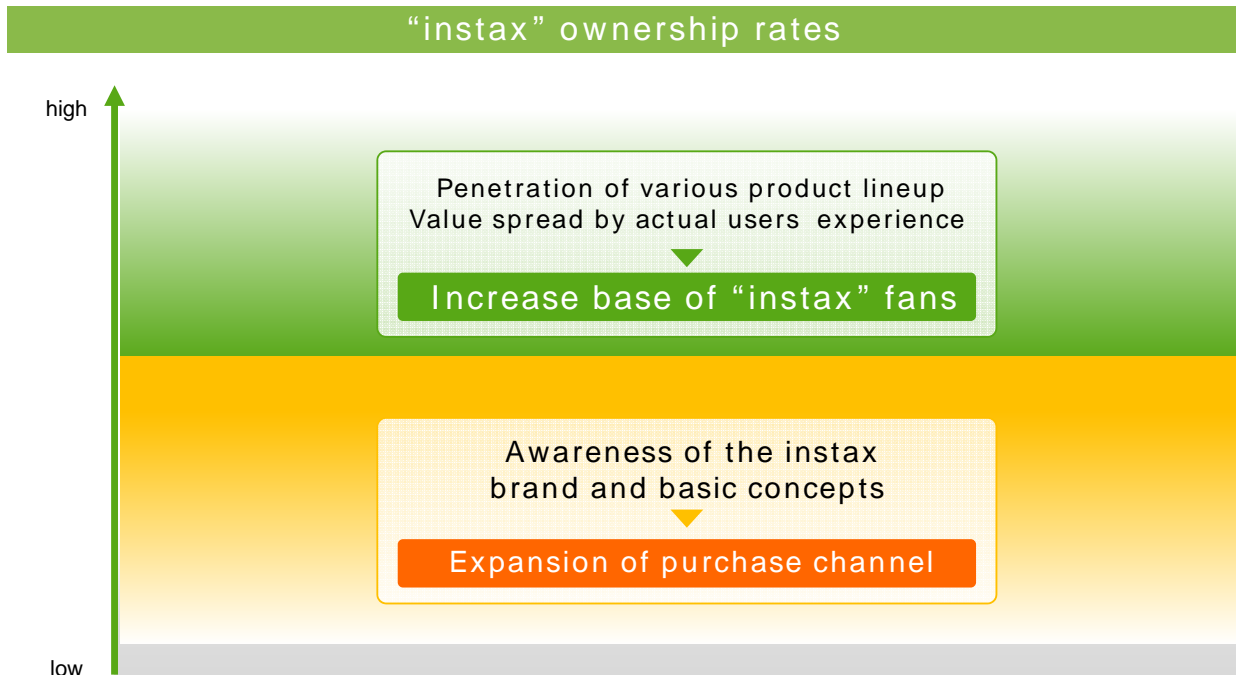 “instax” ownership rates
high
Penetration of various product lineup
Value spread by actual users experience
Increase base of “instax” fans
Awareness of the instax
brand and basic concepts
Expansion of purchase channel
low